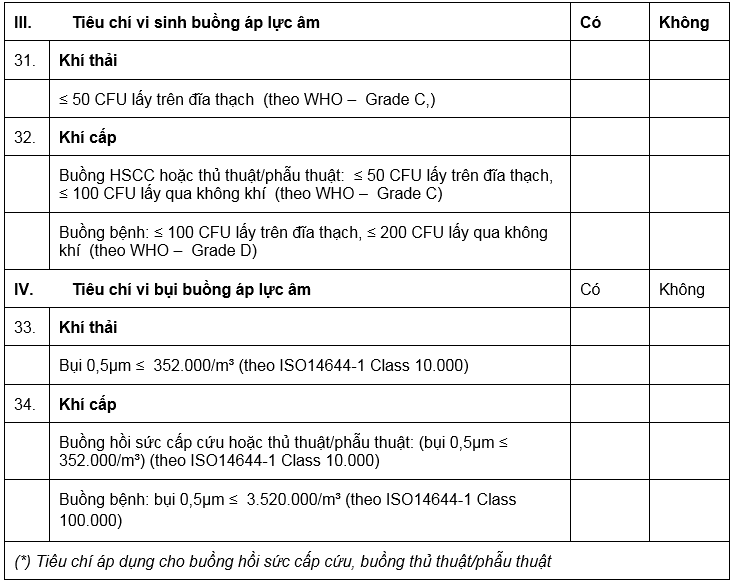 III. Tiêu chí vi sinh buồng áp lực âm Có Không
31. Khí thải
≤ 50 CFU lấy trên đĩa thạch (theo WHO – Grade C,)
32. Khí cấp
Buồng HSCC hoặc thủ thuật/phẫu thuật: ≤ 50 CFU lấy trên đĩa thạch,
≤ 100 CFU lấy qua không khí (theo WHO – Grade C)
Buồng bệnh: ≤ 100 CFU lấy trên đĩa thạch, ≤ 200 CFU lấy qua không
khí (theo WHO – Grade D)
IV. Tiêu chí vi bụi buồng áp lực âm Có Không
33. Khí thải
Bụi 0,5µm ≤ 352.000/m³ (theo ISO14644-1 Class 10.000)
34. Khí cấp
Buồng hồi sức cấp cứu hoặc thủ thuật/phẫu thuật: (bụi 0,5µm ≤
352.000/m³) (theo ISO14644-1 Class 10.000)
Buồng bệnh: bụi 0,5µm ≤ 3.520.000/m³ (theo ISO14644-1 Class
100.000)
(*) Tiêu chí áp dụng cho buồng hồi sức cấp cứu, buồng thủ thuật/phẫu thuật